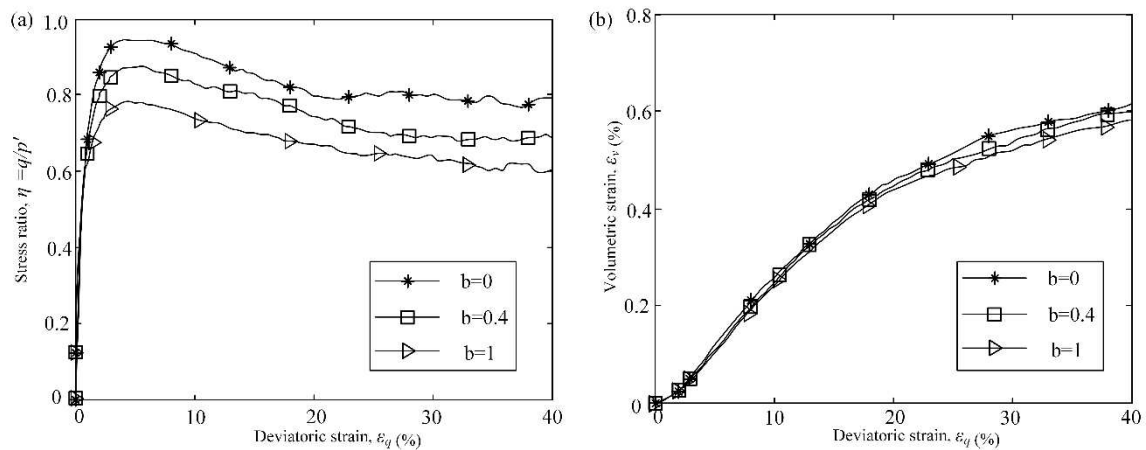 (a)
1.0
0.8
0.6
0.4
0.2
0
Stress ratio, η =q/p'
b=0
b=0.4
b=1
10
20
30
40
Deviatoric strain, εq (%)
(b)
0.8
0.6
0.4
0.2
0
Volumetric strain, εv (%)
b=0
b=0.4
b=1
10
20
30
40
Deviatoric strain, εq (%)